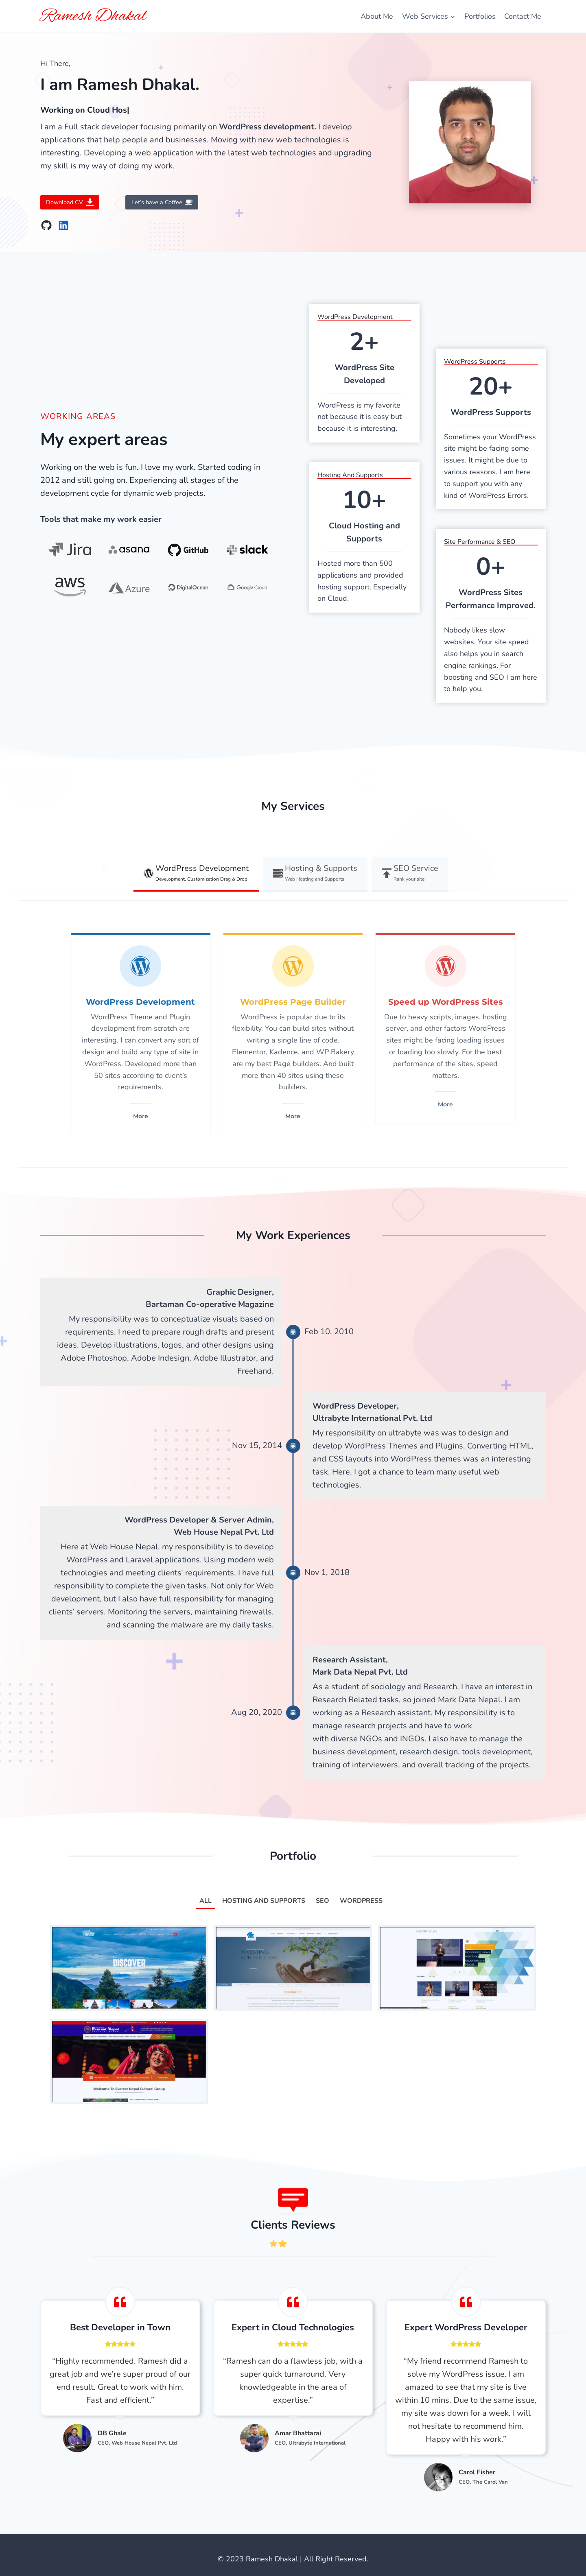 Ramesh Dhakal
About Me
Web Services
Portfolios
Contact Me
Hi There,
I am Ramesh Dhakal.
Working on Cloud Hos|
I am a Full stack developer focusing primarily on WordPress development. I develop
applications that help people and businesses. Moving with new web technologies is
interesting. Developing a web application with the latest web technologies and upgrading
my skill is my way of doing my work.
Download CV
Let's have a Coffee
WORKING AREAS
My expert areas
Working on the web is fun. I love my work. Started coding in
2012 and still going on. Experiencing all stages of the
development cycle for dynamic web projects.
Tools that make my work easier
Jira
asana
GitHub
slack
aws
Azure
DigitalOcean
Google Cloud
WordPress Development
2+
WordPress Site
Developed
WordPress is my favorite
not because it is easy but
because it is interesting.
Hosting And Supports
10+
Cloud Hosting and
Supports
Hosted more than 500
applications and provided
hosting support. Especially
on Cloud.
WordPress Supports
20+
WordPress Supports
Sometimes your WordPress
site might be facing some
issues. It might be due to
various reasons. I am here
to support you with any
kind of WordPress Errors.
Site Performance & SEO
0+
WordPress Sites
Performance Improved.
Nobody likes slow
websites. Your site speed
also helps you in search
engine rankings. For
boosting and SEO I am here
to help you.
My Services
WordPress Development
Development, Customization Drag & Drop
Hosting & Supports
Web Hosting and Supports
SEO Service
Rank your site
WordPress Development
WordPress Theme and Plugin
development from scratch are
interesting. I can convert any sort of
design and build any type of site in
WordPress. Developed more than
50 sites according to client's
requirements.
More
WordPress Page Builder
WordPress is popular due to its
flexibility. You can build sites without
writing a single line of code.
Elementor, Kadence, and WP Bakery
are my best Page builders. And built
more than 40 sites using these
builders.
More
Speed up WordPress Sites
Due to heavy scripts, images, hosting
server, and other factors WordPress
sites might be facing loading issues
or loading too slowly. For the best
performance of the sites, speed
matters.
More
My Work Experiences
Graphic Designer,
Bartaman Co-operative Magazine
My responsibility was to conceptualize visuals based on
requirements. I need to prepare rough drafts and present
ideas. Develop illustrations, logos, and other designs using
Adobe Photoshop, Adobe Indesign, Adobe Illustrator, and
Freehand.
Feb 10, 2010
WordPress Developer,
Ultrabyte International Pvt. Ltd
My responsibility on ultrabyte was was to design and
develop WordPress Themes and Plugins. Converting HTML,
and CSS layouts into WordPress themes was an interesting
task. Here, I got a chance to learn many useful web
technologies.
Nov 15, 2014
WordPress Developer & Server Admin,
Web House Nepal Pvt. Ltd
Here at Web House Nepal, my responsibility is to develop
WordPress and Laravel applications. Using modern web
technologies and meeting clients' requirements, I have full
responsibility to complete the given tasks. Not only for Web
development, but I also have full responsibility for managing
clients' servers. Monitoring the servers, maintaining firewalls,
and scanning the malware are my daily tasks.
Nov 1, 2018
Research Assistant,
Mark Data Nepal Pvt. Ltd
As a student of sociology and Research, I have an interest in
Research Related tasks, so joined Mark Data Nepal. I am
working as a Research assistant. My responsibility is to
manage research projects and have to work
with diverse NGOs and INGOs. I also have to manage the
business development, research design, tools development,
training of interviewers, and overall tracking of the projects.
Aug 20, 2020
Portfolio
ALL
HOSTING AND SUPPORTS
SEO
WORDPRESS
DISCOVER
Welcome To Everest Nepal Cultural Group
Clients Reviews
Best Developer in Town
"Highly recommended. Ramesh did a
great job and we're super proud of our
end result. Great to work with him.
Fast and efficient."
DB Ghale
CEO, Web House Nepal Pvt. Ltd
Expert in Cloud Technologies
"Ramesh can do a flawless job, with a
super quick turnaround. Very
knowledgeable in the area of
expertise."
Amar Bhattarai
CEO, Ultrabyte International
Expert WordPress Developer
"My friend recommend Ramesh to
solve my WordPress issue. I am
amazed to see that my site is live
within 10 mins. Due to the same issue,
my site was down for a week. I will
not hesitate to recommend him.
Happy with his work."
Carol Fisher
CEO, The Carol Van
© 2023 Ramesh Dhakal | All Right Reserved.